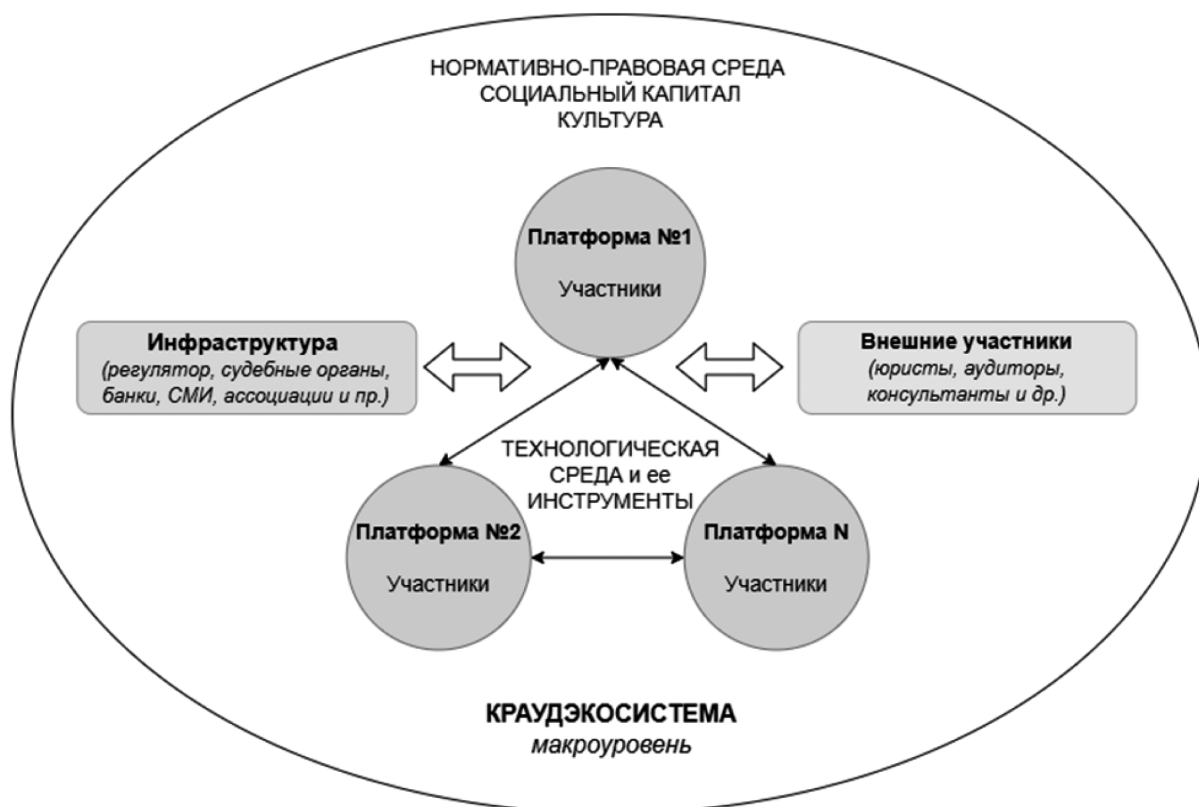 НОРМАТИВНО-ПРАВОВАЯ СРЕДА
СОЦИАЛЬНЫЙ КАПИТАЛ
КУЛЬТУРА
Платформа №1
Участники
Инфраструктура
(регулятор, судебные органы,
банки, СМИ, ассоциации и пр.)
Внешние участники
(юристы, аудиторы,
консультанты и др.)
ТЕХНОЛОГИЧЕСКАЯ
СРЕДА и ее
ИНСТРУМЕНТЫ
Платформа №2
Участники
Платформа N
Участники
КРАУДЭКОСИСТЕМА
макроуровень